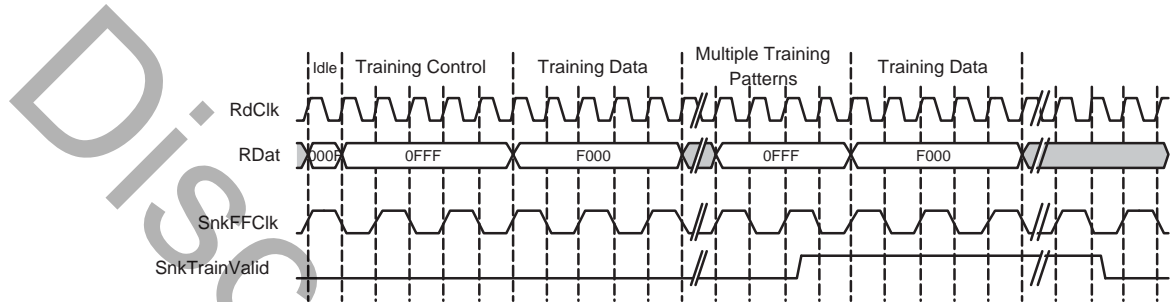 Disc
Idle
Training Control
Training Data
Multiple Training
Patterns
Training Data
RdClk
RDat
000F
0FFF
F000
0FFF
F000
SnkFFClk
SnkTrainValid